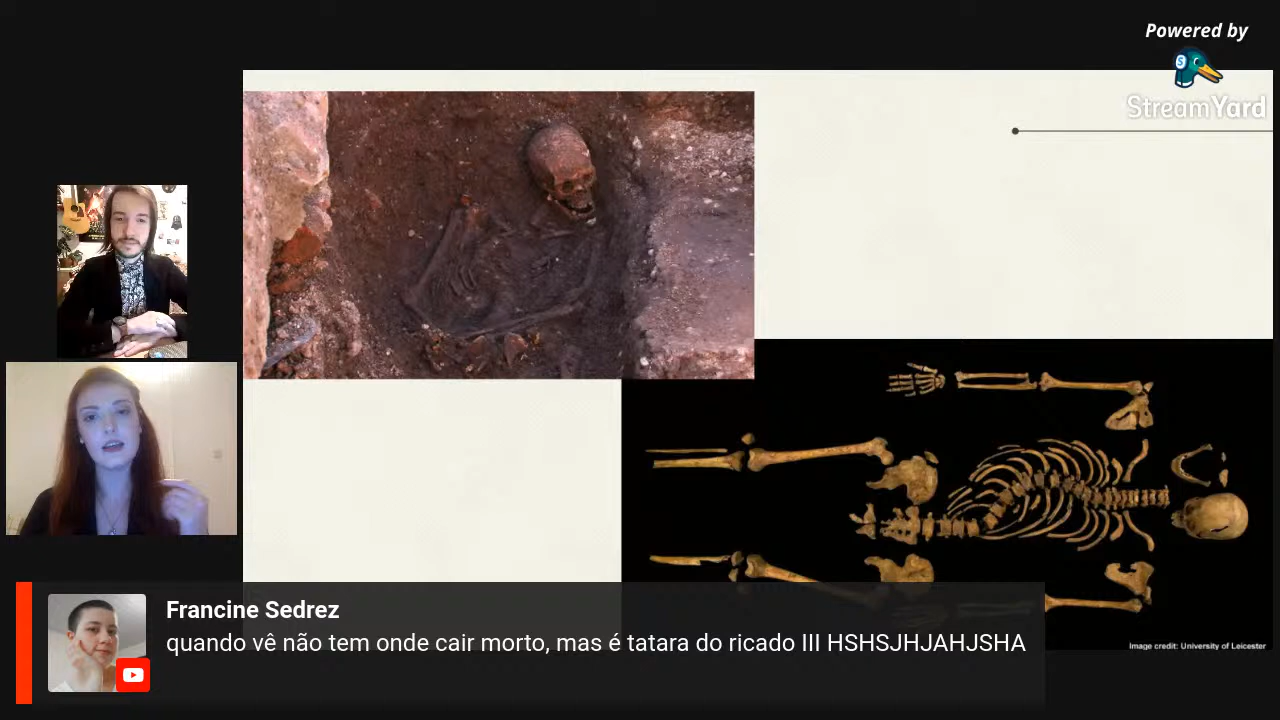 Powered by
StreamYard
Image credit: University of Leicester
Francine Sedrez
quando vê não tem onde cair morto, mas é tatara do ricado III HSHSJHJAHJSHA